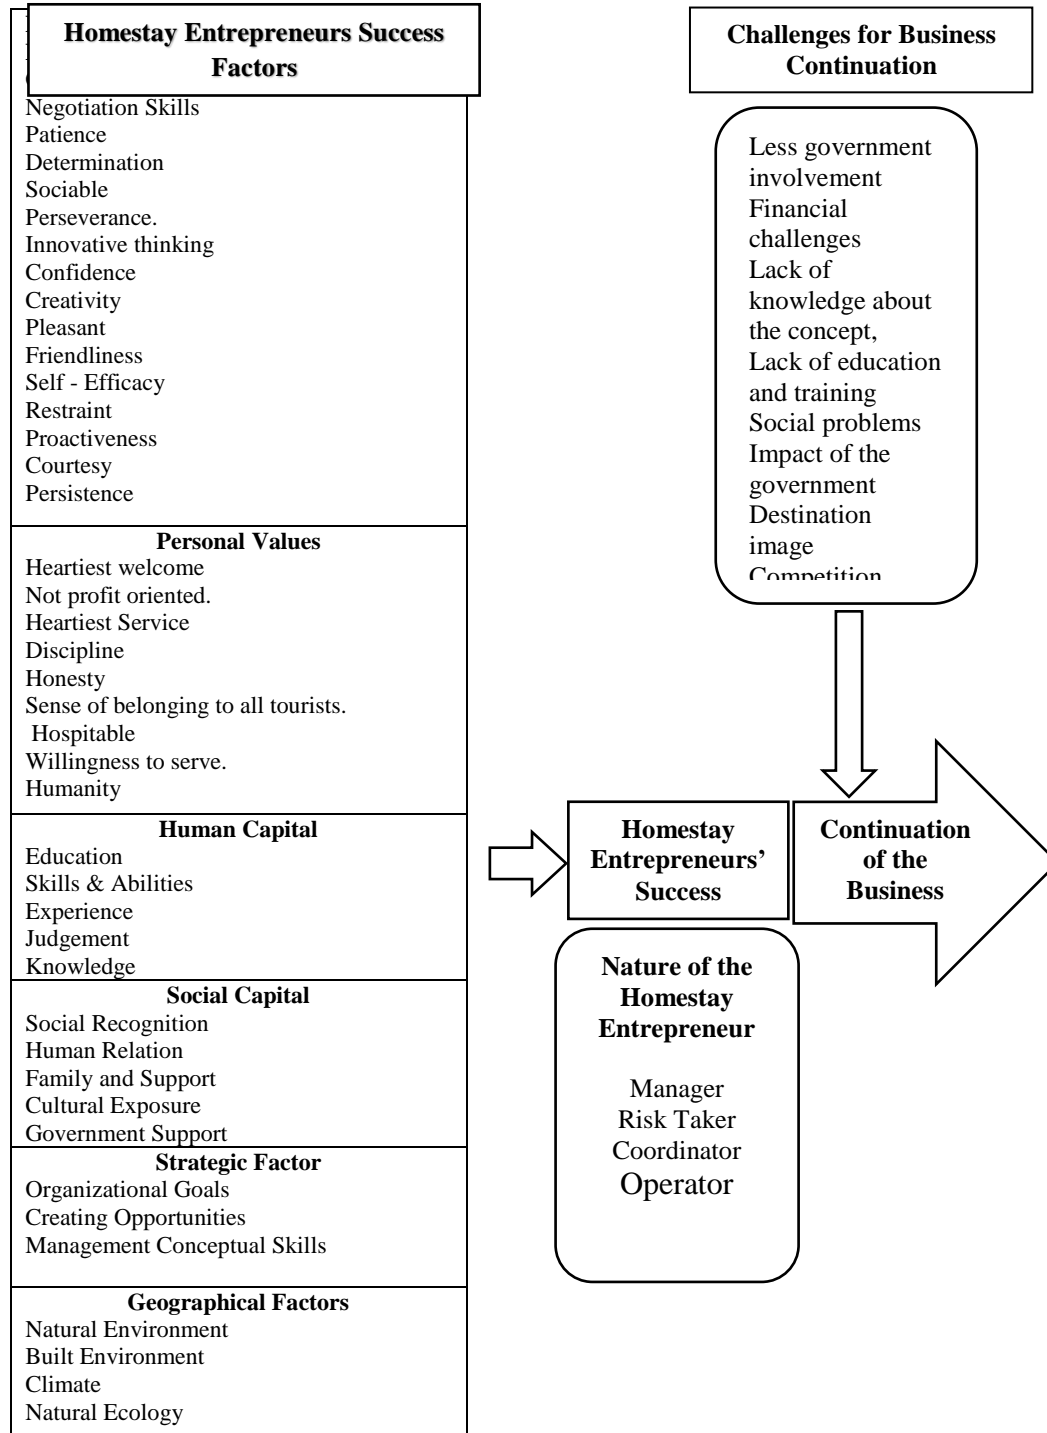 Homestay Entrepreneurs Success
Factors
Negotiation Skills
Patience
Determination
Sociable
Perseverance.
Innovative thinking
Confidence
Creativity
Pleasant
Friendliness
Self - Efficacy
Restraint
Proactiveness
Courtesy
Persistence
Personal Values
Heartiest welcome
Not profit oriented.
Heartiest Service
Discipline
Honesty
Sense of belonging to all tourists.
Hospitable
Willingness to serve.
Humanity
Human Capital
Education
Skills & Abilities
Experience
Judgement
Knowledge
Social Capital
Social Recognition
Human Relation
Family and Support
Cultural Exposure
Government Support
Strategic Factor
Organizational Goals
Creating Opportunities
Management Conceptual Skills
Geographical Factors
Natural Environment
Built Environment
Climate
Natural Ecology
Challenges for Business
Continuation
Less government
involvement
Financial
challenges
Lack of
knowledge about
the concept,
Lack of education
and training
Social problems
Impact of the
government
Destination
image
Competition
Homestay
Entrepreneurs’
Success
Continuation
of the
Business
Nature of the
Homestay
Entrepreneur
Manager
Risk Taker
Coordinator
Operator